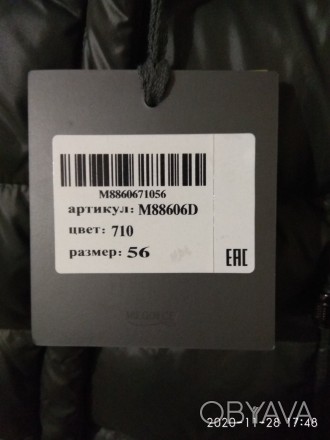 M8860671056
артикул: M88606D
цвет: 710
размер: 56
EAC
2020-11-28 17:48
OBYAVA